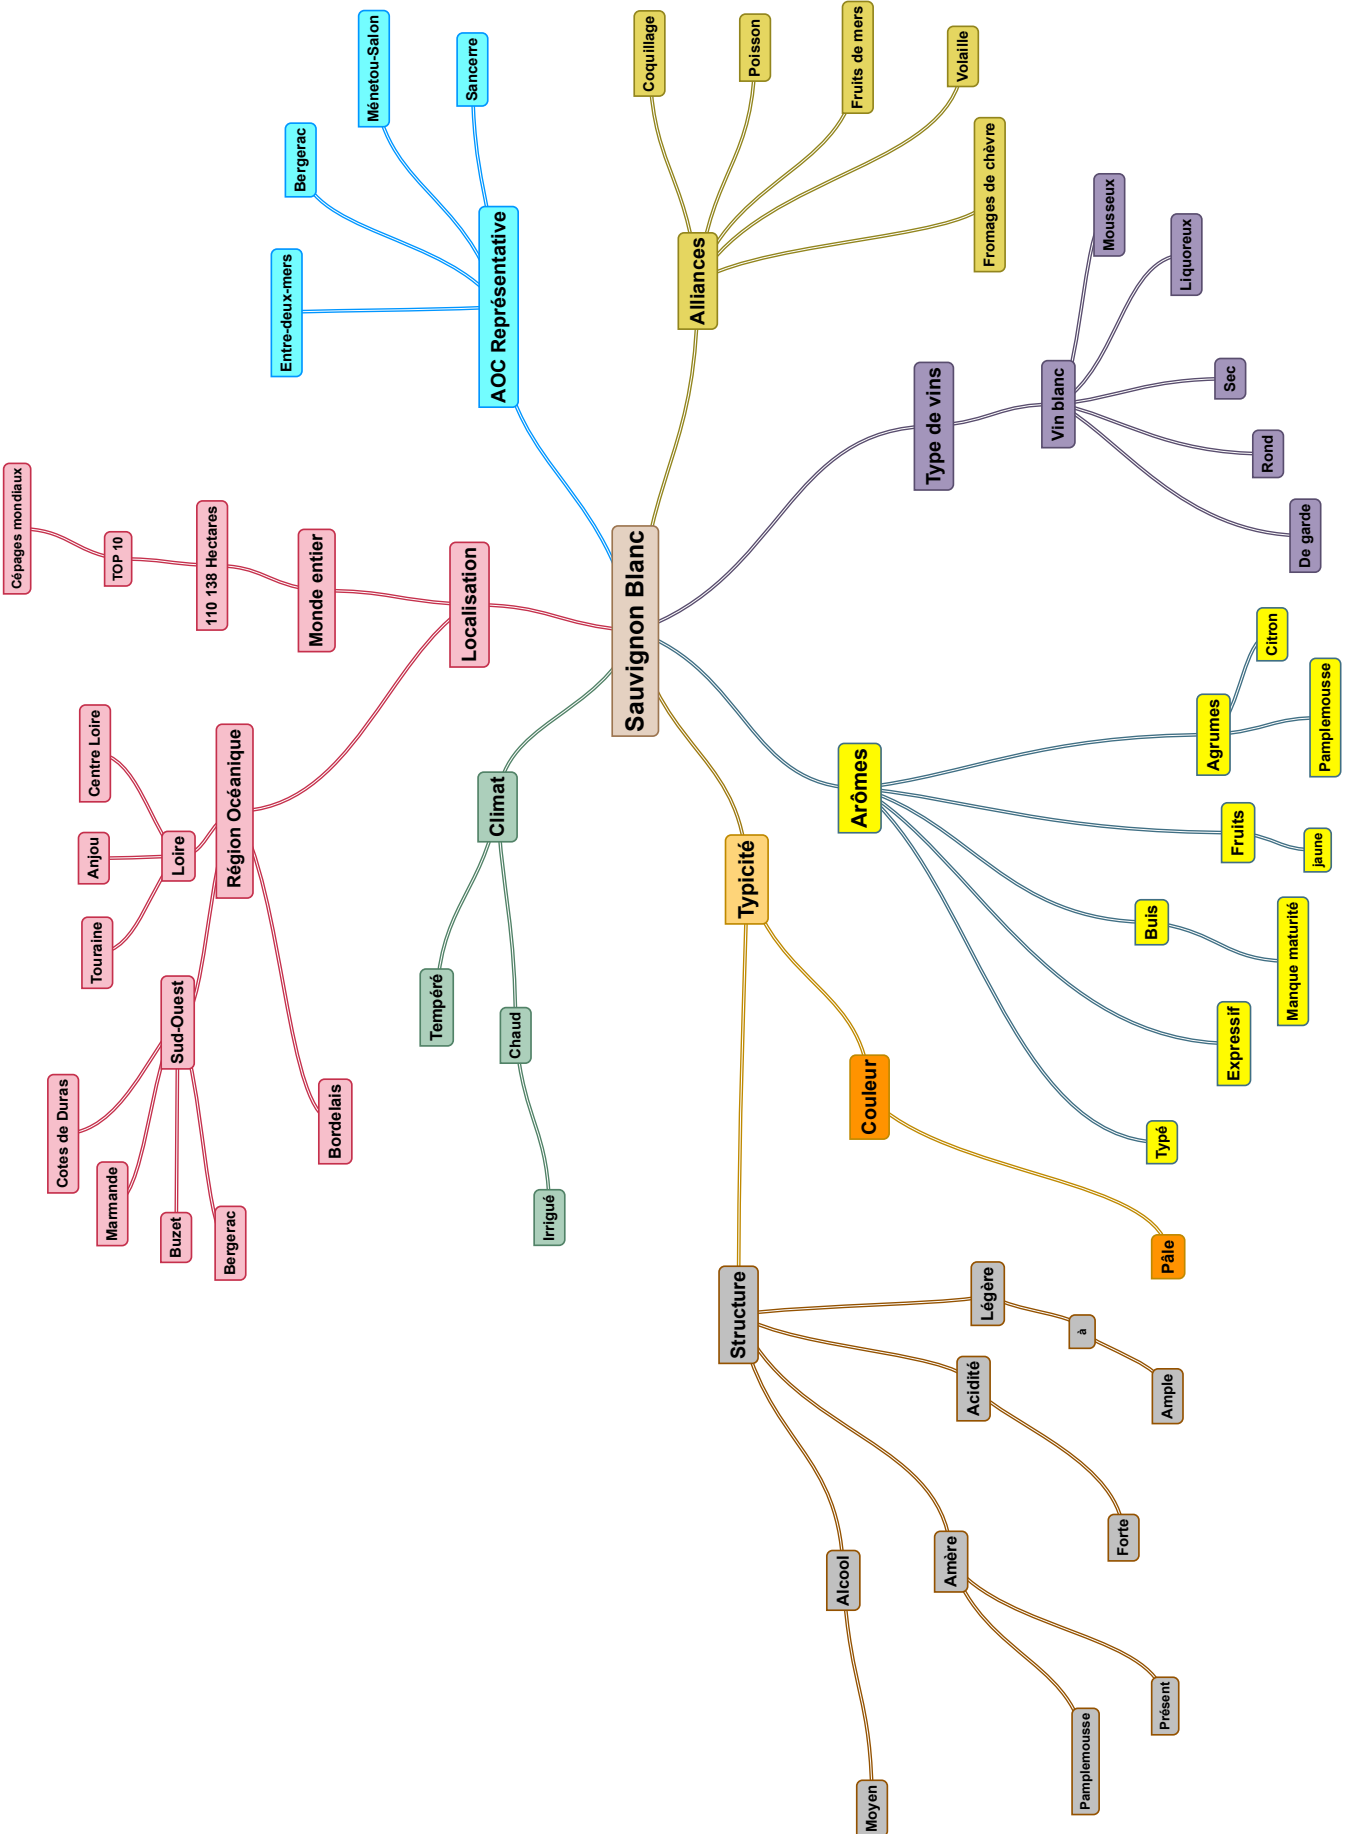 Sauvignon Blanc
AOC Représentative
Entre-deux-mers
Bergerac
Ménetou-Salon
Sancerre
Alliances
Coquillage
Poisson
Fruits de mers
Volaille
Fromages de chèvre
Type de vins
Vin blanc
Mousseux
Liquoreux
Sec
Rond
De garde
Arômes
Agrumes
Citron
Pamplemousse
Fruits
jaune
Buis
Manque maturité
Expressif
Typé
Typicité
Couleur
Pâle
Structure
Légère
à
Ample
Acidité
Forte
Amère
Présent
Pamplemousse
Alcool
Moyen
Climat
Tempéré
Chaud
Irrigué
Localisation
Monde entier
110 138 Hectares
TOP 10
Cépages mondiaux
Région Océanique
Loire
Centre Loire
Anjou
Touraine
Sud-Ouest
Cotes de Duras
Marmande
Buzet
Bergerac
Bordelais